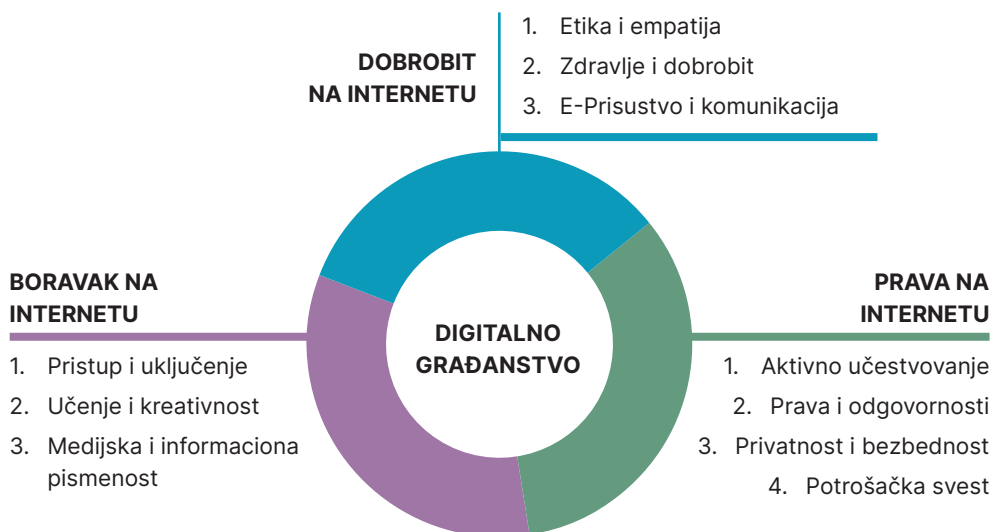 DOBROBIT
NA INTERNETU
1. Etika i empatija
2. Zdravlje i dobrobit
3. E-Prisustvo i komunikacija
BORAVAK NA
INTERNETU
1. Pristup i uključenje
2. Učenje i kreativnost
3. Medijska i informaciona
pismenost
DIGITALNO
GRAĐANSTVO
PRAVA NA
INTERNETU
1. Aktivno učestvovanje
2. Prava i odgovornosti
3. Privatnost i bezbednost
4. Potrošačka svest